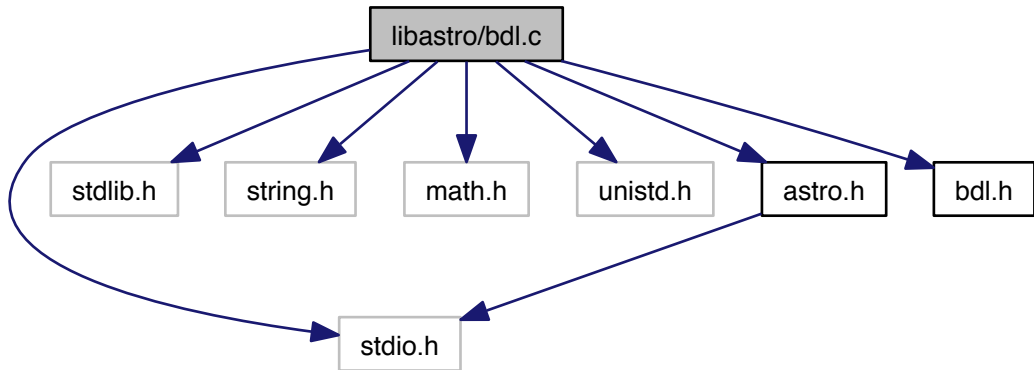 libastro/bdl.c
stdlib.h
string.h
math.h
unistd.h
astro.h
bdl.h
stdio.h